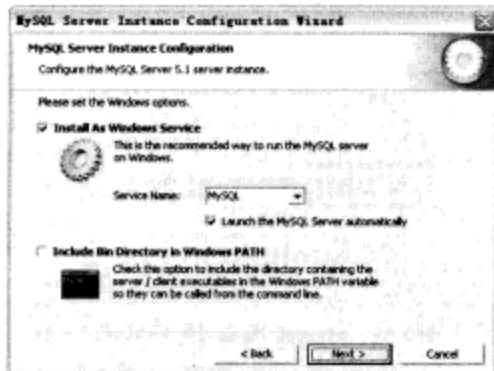 MySQL Server Instance Configuration Wizard
MySQL Server Instance Configuration
Configure the MySQL Server 5.1 server instance.
Please set the Windows options.
Install As Windows Service
This is the recommended way to run the MySQL server
on Windows.
Service Name: MySQL
Launch the MySQL Server automatically
Include Bin Directory in Windows PATH
Check this option to include the directory containing the
server / client executables in the Windows PATH variable
so they can be called from the command line.
< Back Next > Cancel